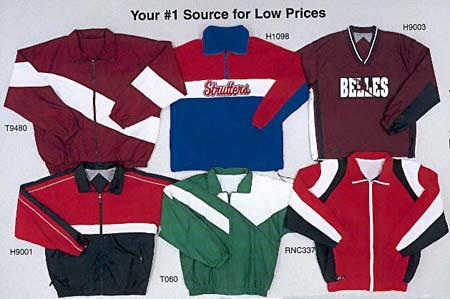 Your #1 Source for Low Prices
H1098
H9003
Strutters
BELLES
T9480
H9001
T060
RNC337